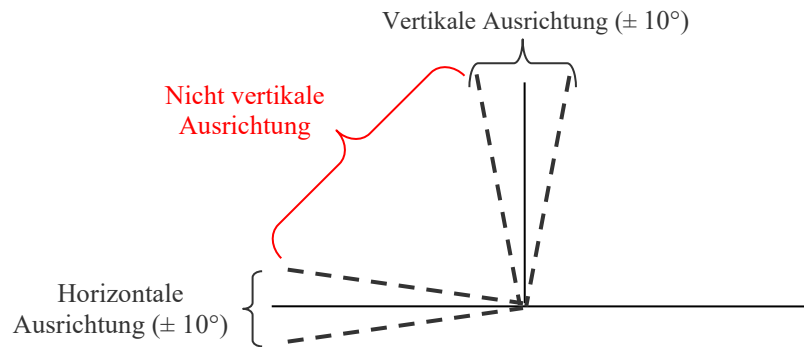 Vertikale Ausrichtung (± 10°)
Nicht vertikale
Ausrichtung
Horizontale
Ausrichtung (± 10°)